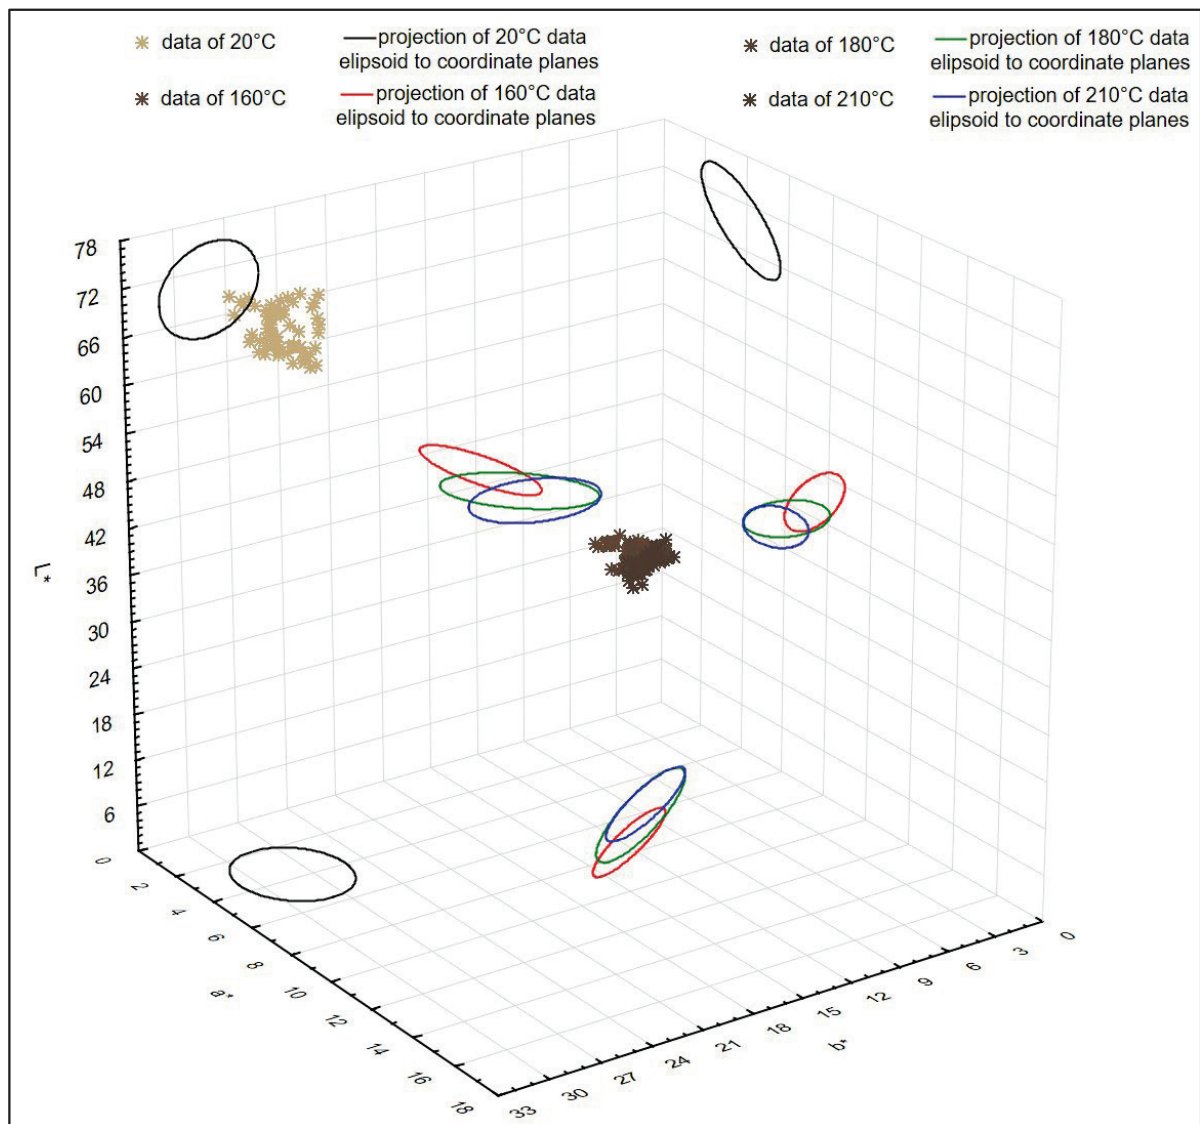 data of 20°C
projection of 20°C data
elipsoid to coordinate planes
data of 180°C
projection of 180°C data
elipsoid to coordinate planes
data of 160°C
projection of 160°C data
elipsoid to coordinate planes
data of 210°C
projection of 210°C data
elipsoid to coordinate planes
78
72
66
60
54
48
42
36
30
24
18
12
6
0
L*
2
4
6
8
10
12
14
16
18
a*
33
30
27
24
21
18
15
12
9
6
3
0
b*